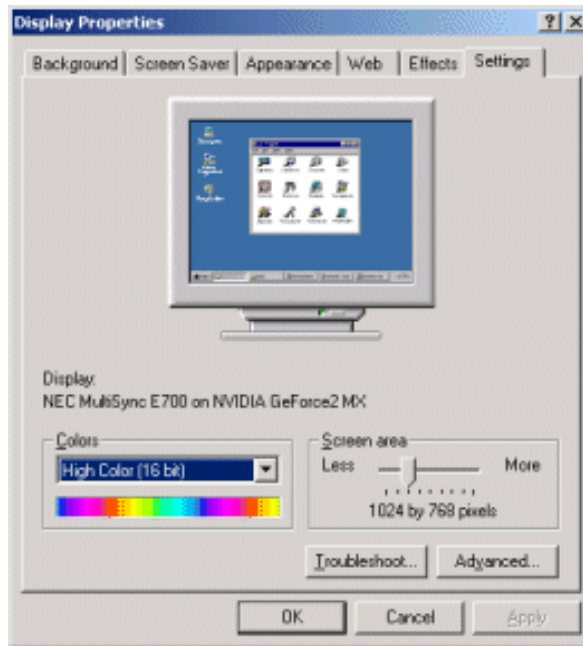 Display Properties
Background Screen Saver Appearance Web Effects Settings
Display:
NEC MultiSync E700 on NVIDIA GeForce2 MX
Colors
High Color (16 bit)
Screen area
Less More
1024 by 768 pixels
Troubleshoot... Advanced...
OK Cancel Apply